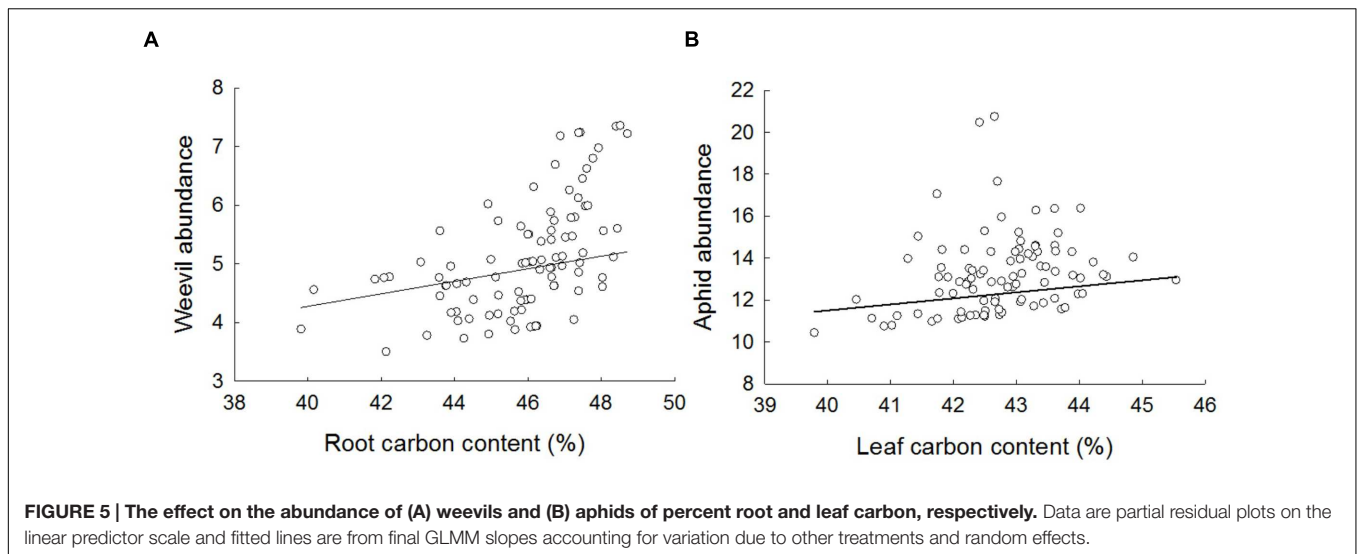 A
B
8
7
6
5
4
3
Weevil abundance
38 40 42 44 46 48 50
Root carbon content (%)
22
20
18
16
14
12
10
8
Aphid abundance
39 40 41 42 43 44 45 46
Leaf carbon content (%)
FIGURE 5 | The effect on the abundance of (A) weevils and (B) aphids of percent root and leaf carbon, respectively. Data are partial residual plots on the
linear predictor scale and fitted lines are from final GLMM slopes accounting for variation due to other treatments and random effects.